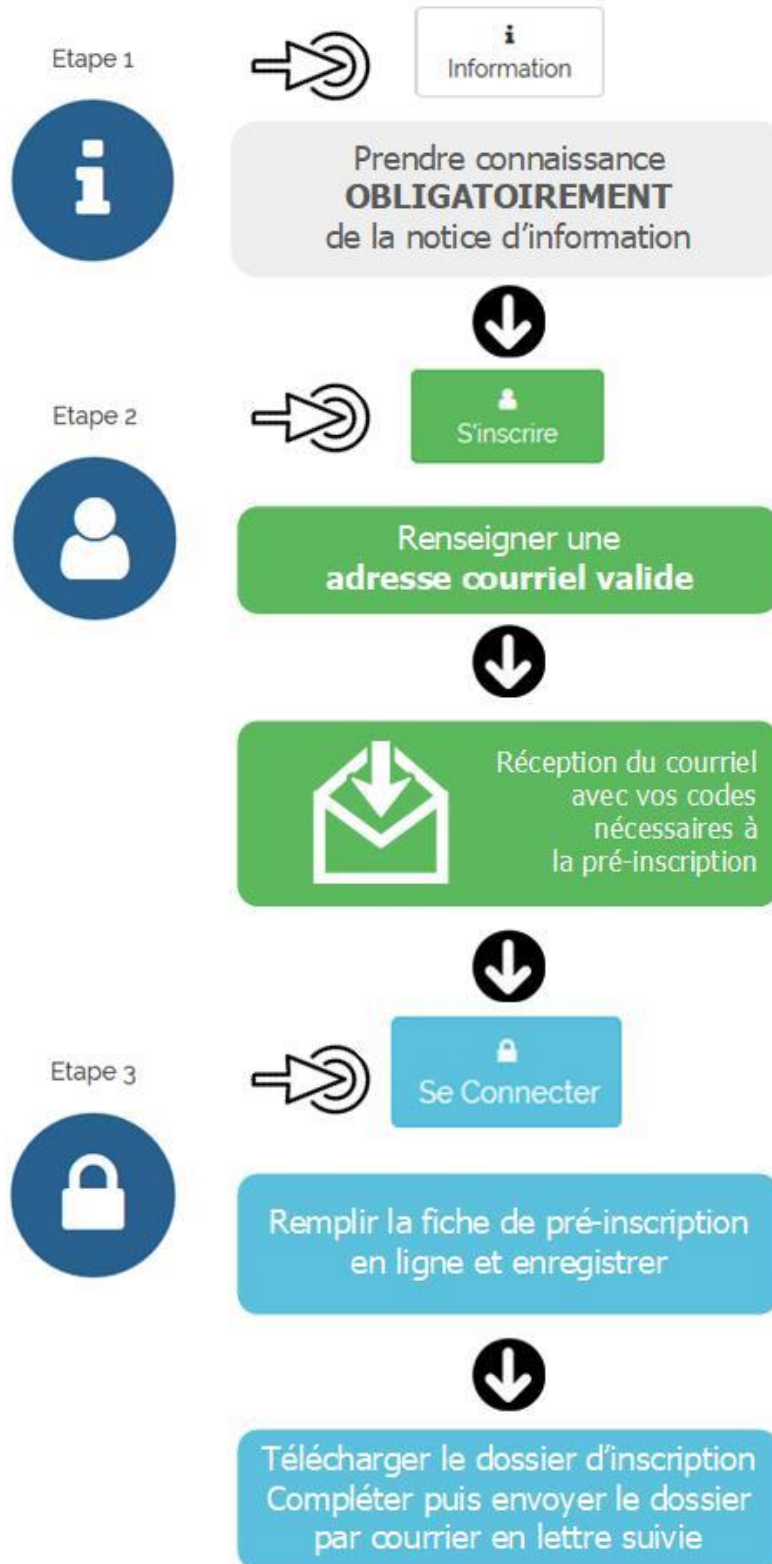 Etape 1
Information
Prendre connaissance
OBLIGATOIREMENT
de la notice d'information
Etape 2
S'inscrire
Renseigner une
adresse courriel valide
Réception du courriel
avec vos codes
nécessaires à
la pré-inscription
Etape 3
Se Connecter
Remplir la fiche de pré-inscription
en ligne et enregistrer
Télécharger le dossier d'inscription
Compléter puis envoyer le dossier
par courrier en lettre suivie